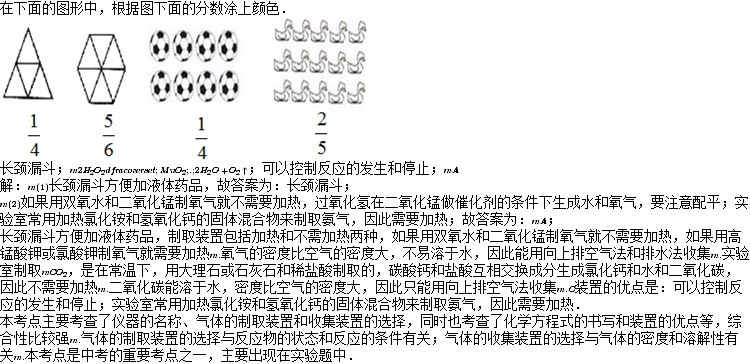 在下面的图形中，根据图下面的分数涂上颜色．
1/4 5/6 1/4 2/5
长颈漏斗；m2H₂O₂dfracoverset; MnO₂:.;2H₂O+O₂↑；可以控制反应的发生和停止；mA
解：m(1)长颈漏斗方便加液体药品，故答案为：长颈漏斗；
m(2)如果用双氧水和二氧化锰制氧气就不需要加热，过氧化氢在二氧化锰做催化剂的条件下生成水和氧气，要注意配平；实
验室常用加热氯化铵和氢氧化钙的固体混合物来制取氨气，因此需要加热；故答案为：mA；
长颈漏斗方便加液体药品，制取装置包括加热和不需加热两种，如果用双氧水和二氧化锰制氧气就不需要加热，如果用高
锰酸钾或氯酸钾制氧气就需要加热m.氧气的密度比空气的密度大，不易溶于水，因此能用向上排空气法和排水法收集m.实验
室制取mCO₂，是在常温下，用大理石或石灰石和稀盐酸制取的，碳酸钙和盐酸互相交换成分生成氯化钙和水和二氧化碳，
因此不需要加热m.二氧化碳能溶于水，密度比空气的密度大，因此只能用向上排空气法收集m.C装置的优点是：可以控制反
应的发生和停止；实验室常用加热氯化铵和氢氧化钙的固体混合物来制取氨气，因此需要加热．
本考点主要考查了仪器的名称、气体的制取装置和收集装置的选择，同时也考查了化学方程式的书写和装置的优点等，综
合性比较强m.气体的制取装置的选择与反应物的状态和反应的条件有关；气体的收集装置的选择与气体的密度和溶解性有
关m.本考点是中考的重要考点之一，主要出现在实验题中．